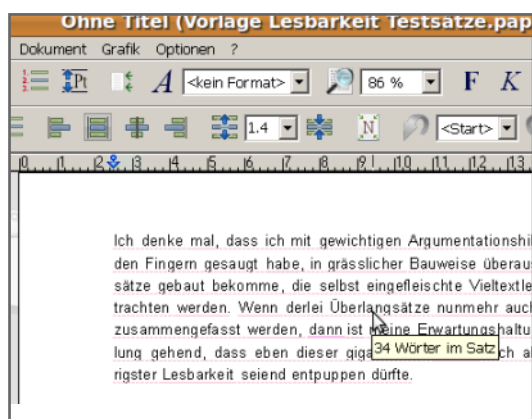 Ohne Titel (Vorlage Lesbarkeit Testsätze.pap
Dokument Grafik Optionen ?
Pt A <kein Format> 86 % F K
1.4 N <Start>
0 1 2 3 4 5 6 7 8 9 10 11 12 13
Ich denke mal, dass ich mit gewichtigen Argumentationshi
den Fingern gesaugt habe, in grässlicher Bauweise überau
sätze gebaut bekomme, die selbst eingefleischte Vieltextle
trachten werden. Wenn derlei Überlangsätze nunmehr auc
zusammengefasst werden, dann ist meine Erwartungshaltu
lung gehend, dass eben dieser giga ch a
34 Wörter im Satz
rigster Lesbarkeit seiend entpuppen dürfte.